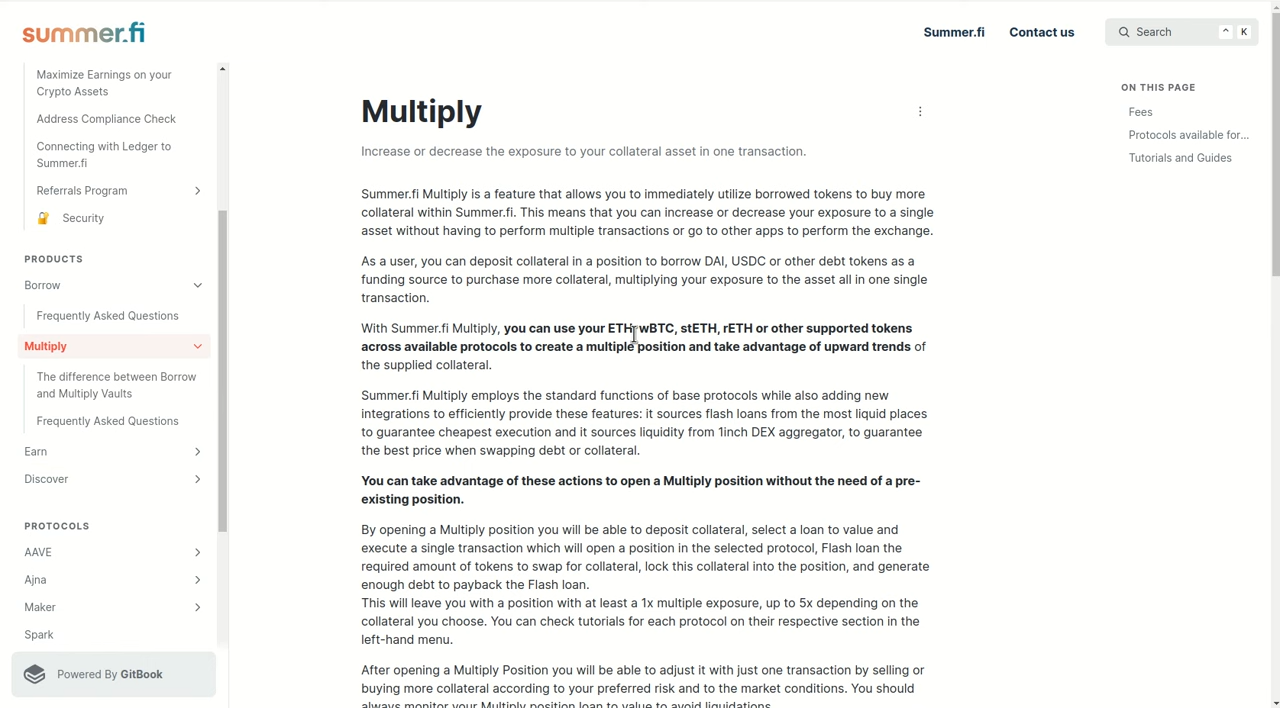 summer.fi
Summer.fi
Contact us
Search
^ K
Maximize Earnings on your
Crypto Assets
Address Compliance Check
Connecting with Ledger to
Summer.fi
Referrals Program
Security
PRODUCTS
Borrow
Frequently Asked Questions
Multiply
The difference between Borrow
and Multiply Vaults
Frequently Asked Questions
Earn
Discover
PROTOCOLS
AAVE
Ajna
Maker
Spark
Powered By GitBook
Multiply
Increase or decrease the exposure to your collateral asset in one transaction.
Summer.fi Multiply is a feature that allows you to immediately utilize borrowed tokens to buy more
collateral within Summer.fi. This means that you can increase or decrease your exposure to a single
asset without having to perform multiple transactions or go to other apps to perform the exchange.
As a user, you can deposit collateral in a position to borrow DAI, USDC or other debt tokens as a
funding source to purchase more collateral, multiplying your exposure to the asset all in one single
transaction.
With Summer.fi Multiply, you can use your ETH, wBTC, stETH, rETH or other supported tokens
across available protocols to create a multiple position and take advantage of upward trends of
the supplied collateral.
Summer.fi Multiply employs the standard functions of base protocols while also adding new
integrations to efficiently provide these features: it sources flash loans from the most liquid places
to guarantee cheapest execution and it sources liquidity from 1inch DEX aggregator, to guarantee
the best price when swapping debt or collateral.
You can take advantage of these actions to open a Multiply position without the need of a pre-
existing position.
By opening a Multiply position you will be able to deposit collateral, select a loan to value and
execute a single transaction which will open a position in the selected protocol, Flash loan the
required amount of tokens to swap for collateral, lock this collateral into the position, and generate
enough debt to payback the Flash loan.
This will leave you with a position with at least a 1x multiple exposure, up to 5x depending on the
collateral you choose. You can check tutorials for each protocol on their respective section in the
left-hand menu.
After opening a Multiply Position you will be able to adjust it with just one transaction by selling or
buying more collateral according to your preferred risk and to the market conditions. You should
always monitor your Multiply position loan to value to avoid liquidations.
ON THIS PAGE
Fees
Protocols available for...
Tutorials and Guides